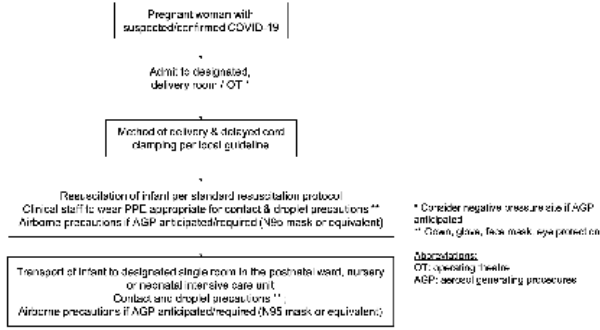 Pregnant woman with
suspected/confirmed COVID-19
Admit to designated,
delivery room / OT *
Method of delivery & delayed cord
clamping per local guideline
Resuscitation of infant per standard resuscitation protocol
Clinical staff to wear PPE appropriate for contact & droplet precautions **
Airborne precautions if AGP anticipated/required (N95 mask or equivalent)
Transport of infant to designated single room in the postnatal ward, nursery
or neonatal intensive care unit
Contact and droplet precautions **
Airborne precautions if AGP anticipated/required (N95 mask or equivalent)
* Consider negative pressure site if AGP
anticipated
** Gown, glove, face mask, eye protection
Abbreviations:
OT: operating theatre
AGP: aerosol generating procedures